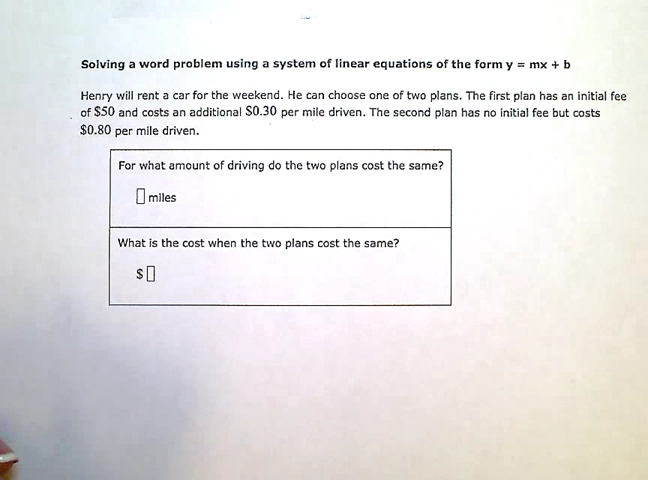 Solving a word problem using a system of linear equations of the form y = mx + b
Henry will rent a car for the weekend. He can choose one of two plans. The first plan has an initial fee
of $50 and costs an additional $0.30 per mile driven. The second plan has no initial fee but costs
$0.80 per mile driven.
For what amount of driving do the two plans cost the same?
miles
What is the cost when the two plans cost the same?
$